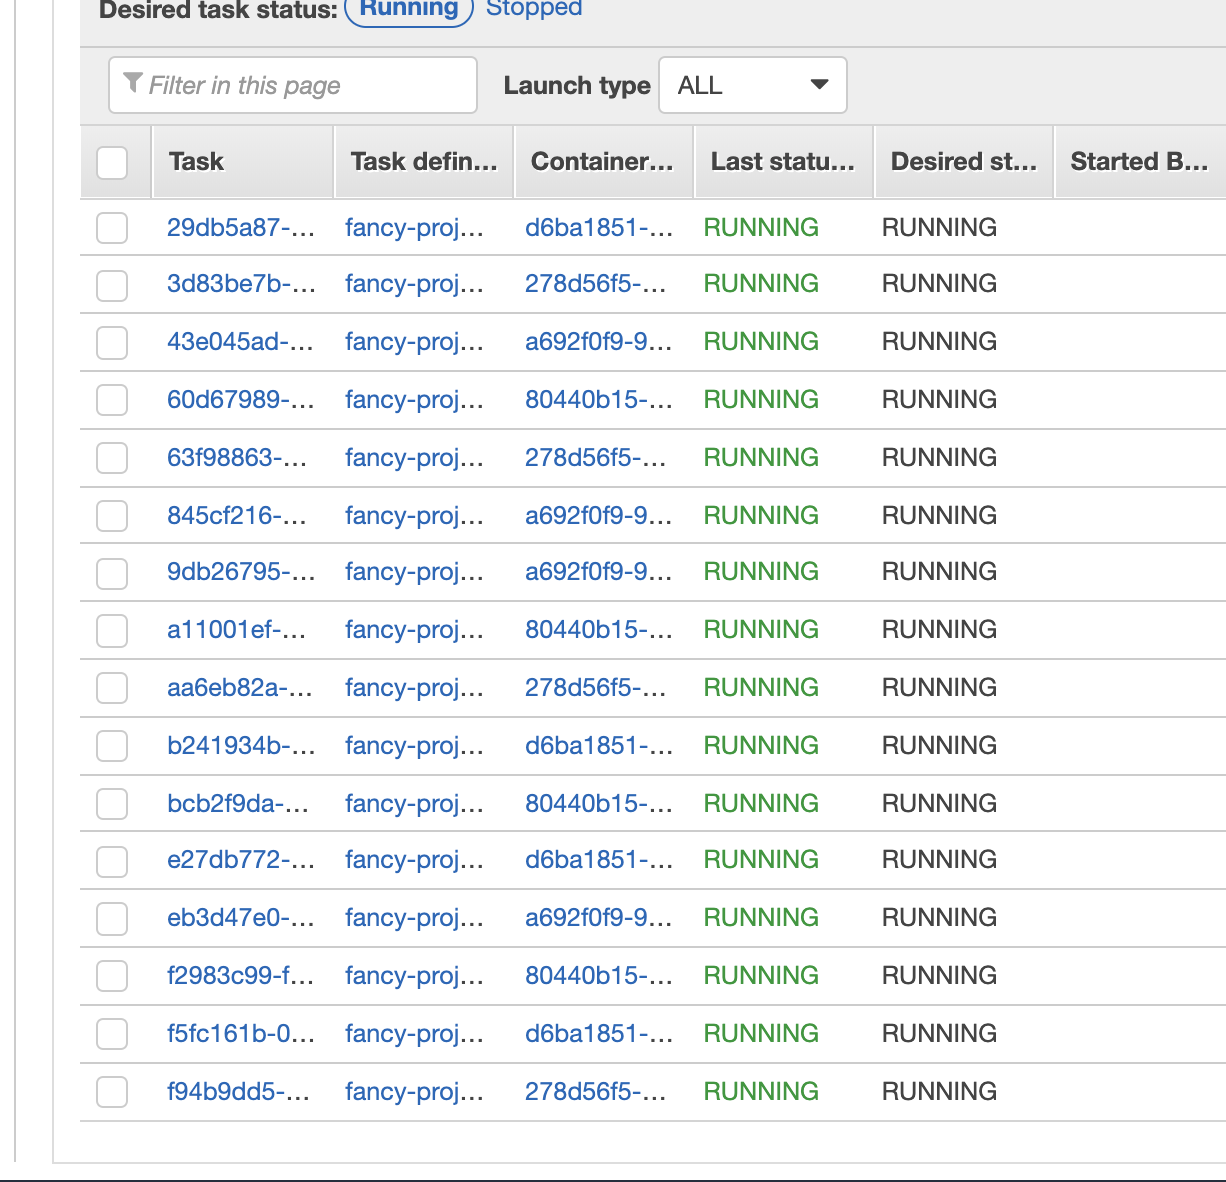 Desired task status: Running Stopped
Filter in this page Launch type ALL
Task Task defin... Container... Last statu... Desired st... Started B...
29db5a87-... fancy-proj... d6ba1851-... RUNNING RUNNING
3d83be7b-... fancy-proj... 278d56f5-... RUNNING RUNNING
43e045ad-... fancy-proj... a692f0f9-9... RUNNING RUNNING
60d67989-... fancy-proj... 80440b15-... RUNNING RUNNING
63f98863-... fancy-proj... 278d56f5-... RUNNING RUNNING
845cf216-... fancy-proj... a692f0f9-9... RUNNING RUNNING
9db26795-... fancy-proj... a692f0f9-9... RUNNING RUNNING
a11001ef-... fancy-proj... 80440b15-... RUNNING RUNNING
aa6eb82a-... fancy-proj... 278d56f5-... RUNNING RUNNING
b241934b-... fancy-proj... d6ba1851-... RUNNING RUNNING
bcb2f9da-... fancy-proj... 80440b15-... RUNNING RUNNING
e27db772-... fancy-proj... d6ba1851-... RUNNING RUNNING
eb3d47e0-... fancy-proj... a692f0f9-9... RUNNING RUNNING
f2983c99-f... fancy-proj... 80440b15-... RUNNING RUNNING
f5fc161b-0... fancy-proj... d6ba1851-... RUNNING RUNNING
f94b9dd5-... fancy-proj... 278d56f5-... RUNNING RUNNING